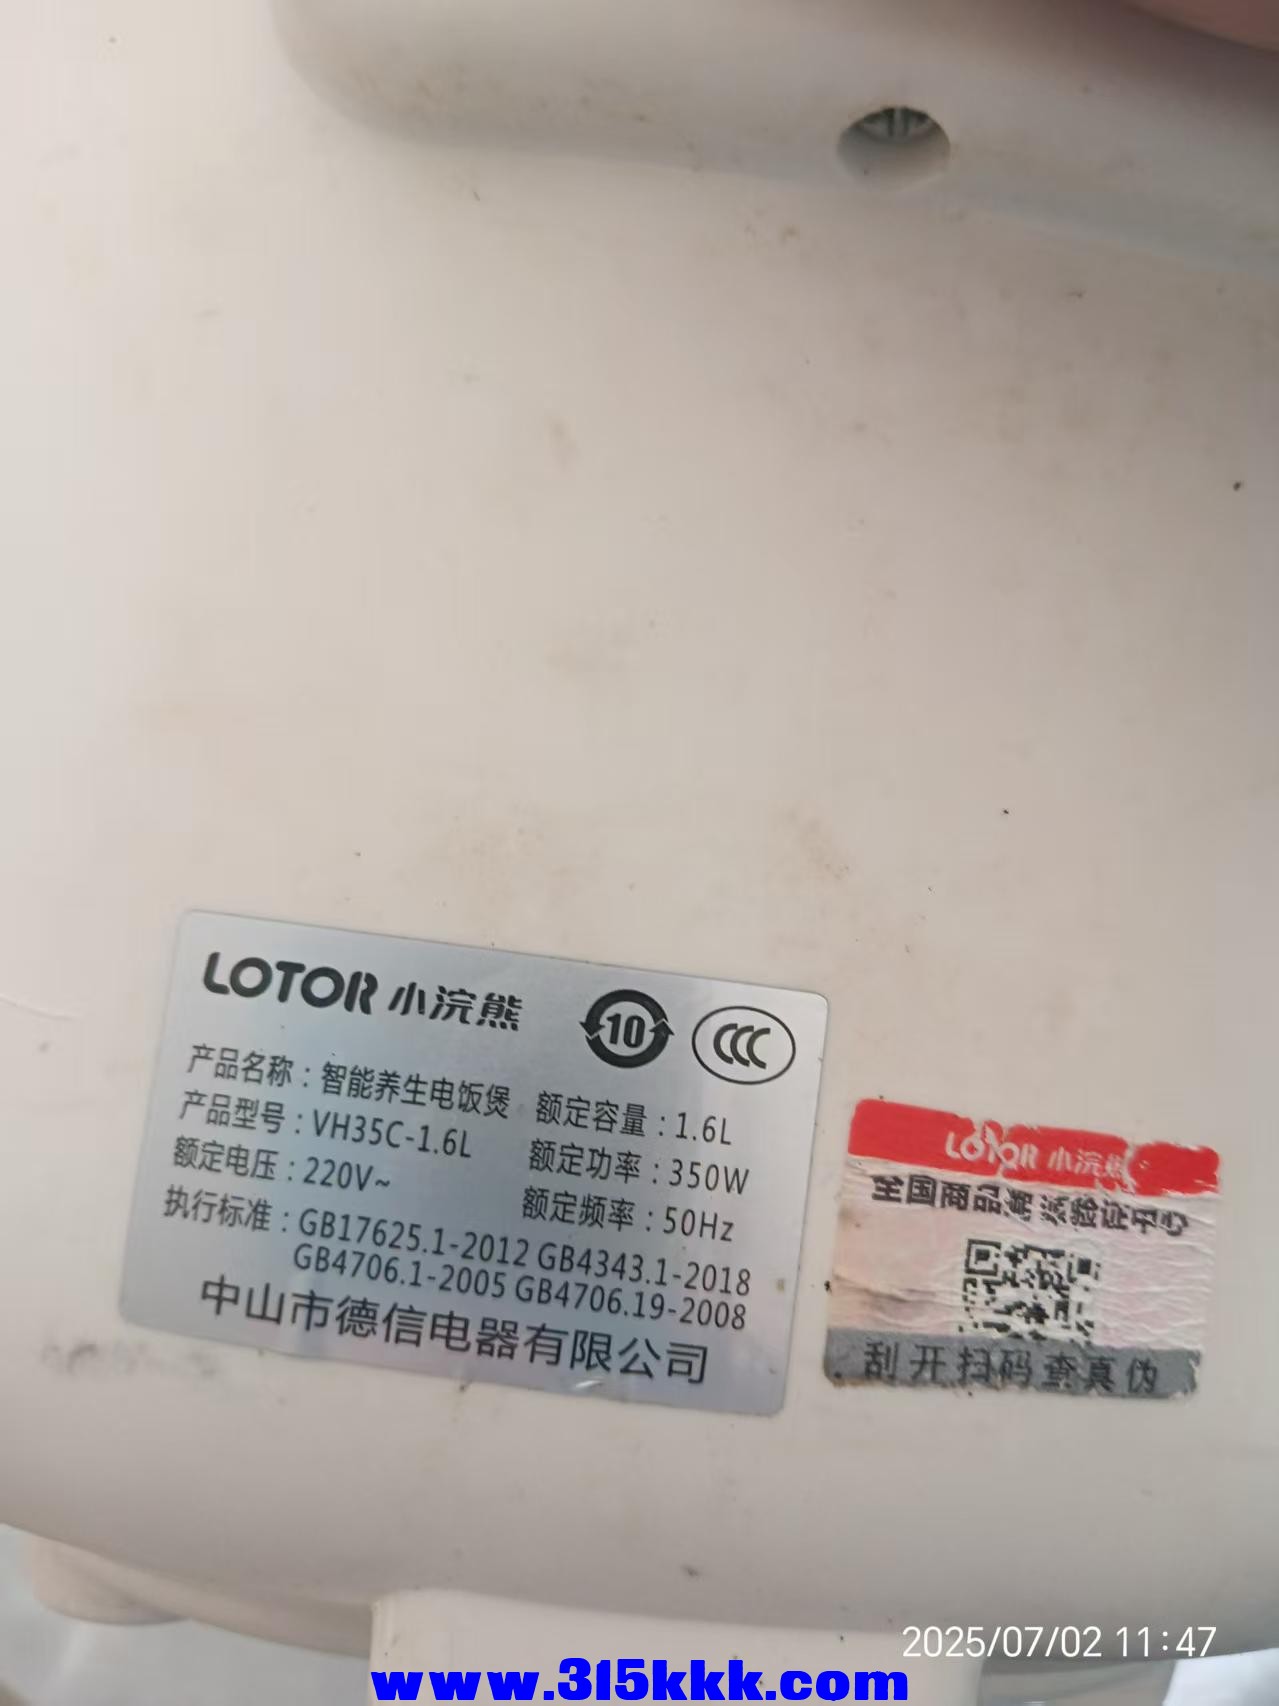 LOTOR 小浣熊
10
CCC
产品名称：智能养生电饭煲 额定容量：1.6L
产品型号：VH35C-1.6L 额定功率：350W
额定电压：220V~ 额定频率：50Hz
执行标准：GB17625.1-2012 GB4343.1-2018
GB4706.1-2005 GB4706.19-2008
中山市德信电器有限公司
LOTOR 小浣熊
全国商品
刮开扫码查真伪
2025/07/02 11:47
www.315kkk.com